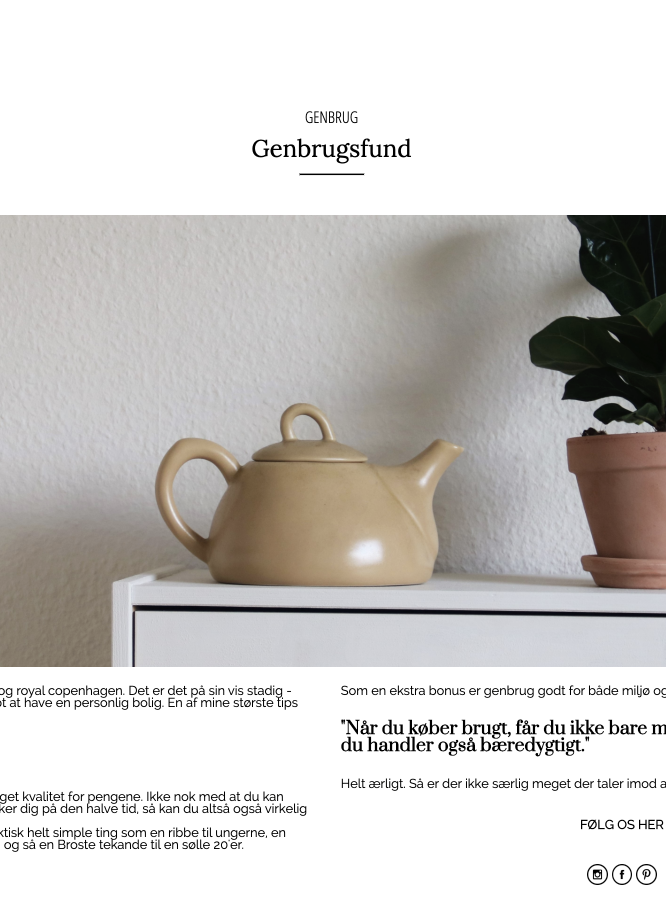 GENBRUG
Genbrugsfund
og royal copenhagen. Det er det på sin vis stadig -
at have en personlig bolig. En af mine største tips
get kvalitet for pengene. Ikke nok med at du kan
dig på den halve tid, så kan du altså også virkelig
helt simple ting som en ribbe til ungerne, en
og så en Broste tekande til en sølle 20'er.
Som en ekstra bonus er genbrug godt for både miljø
"Når du køber brugt, får du ikke bare
du handler også bæredygtigt."
Helt ærligt. Så er der ikke særlig meget der taler imod
FØLG OS HER